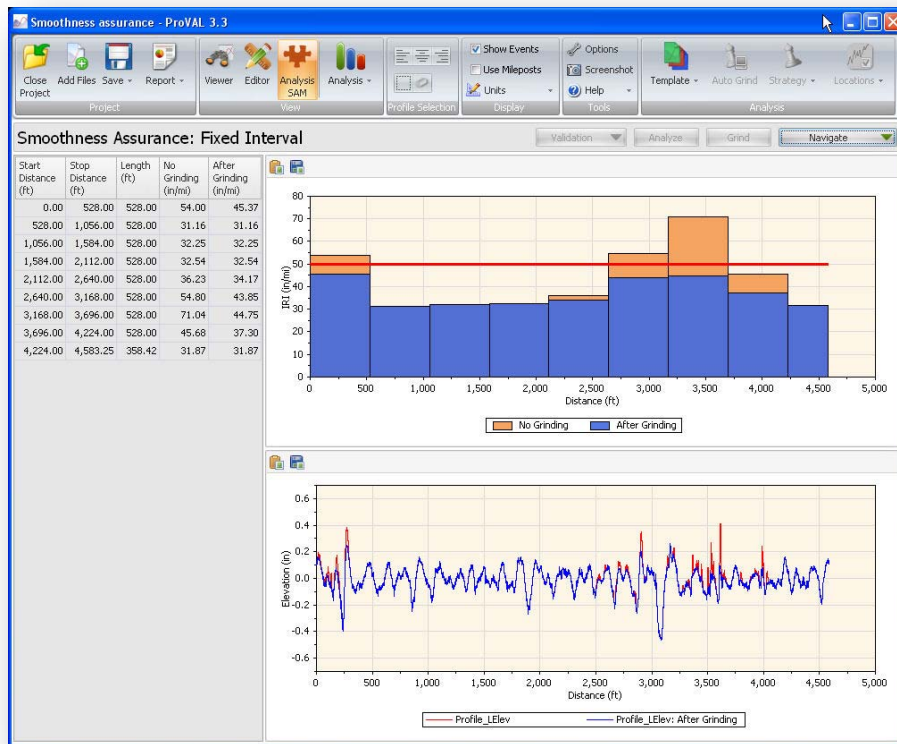 Smoothness assurance - ProVAL 3.3
Close Project
Add Files
Save
Report
Project
Viewer
Editor
Analysis SAM
Analysis
View
Profile Selection
Show Events
Use Mileposts
Units
Display
Options
Screenshot
Help
Tools
Template
Auto Grind
Strategy
Locations
Analysis
Smoothness Assurance: Fixed Interval
Validation
Analyze
Grind
Navigate
Start Distance (ft) Stop Distance (ft) Length (ft) No Grinding (in/mi) After Grinding (in/mi)
0.00 528.00 528.00 54.00 45.37
528.00 1,056.00 528.00 31.16 31.16
1,056.00 1,584.00 528.00 32.25 32.25
1,584.00 2,112.00 528.00 32.54 32.54
2,112.00 2,640.00 528.00 36.23 34.17
2,640.00 3,168.00 528.00 54.80 43.85
3,168.00 3,696.00 528.00 71.04 44.75
3,696.00 4,224.00 528.00 45.68 37.30
4,224.00 4,583.25 358.42 31.87 31.87
80
70
60
50
40
30
20
10
0
IRI (in/mi)
0 500 1,000 1,500 2,000 2,500 3,000 3,500 4,000 4,500 5,000
Distance (ft)
No Grinding After Grinding
0.6
0.4
0.2
0.0
-0.2
-0.4
-0.6
Elevation (in)
0 500 1,000 1,500 2,000 2,500 3,000 3,500 4,000 4,500 5,000
Distance (ft)
Profile_LElev Profile_LElev: After Grinding